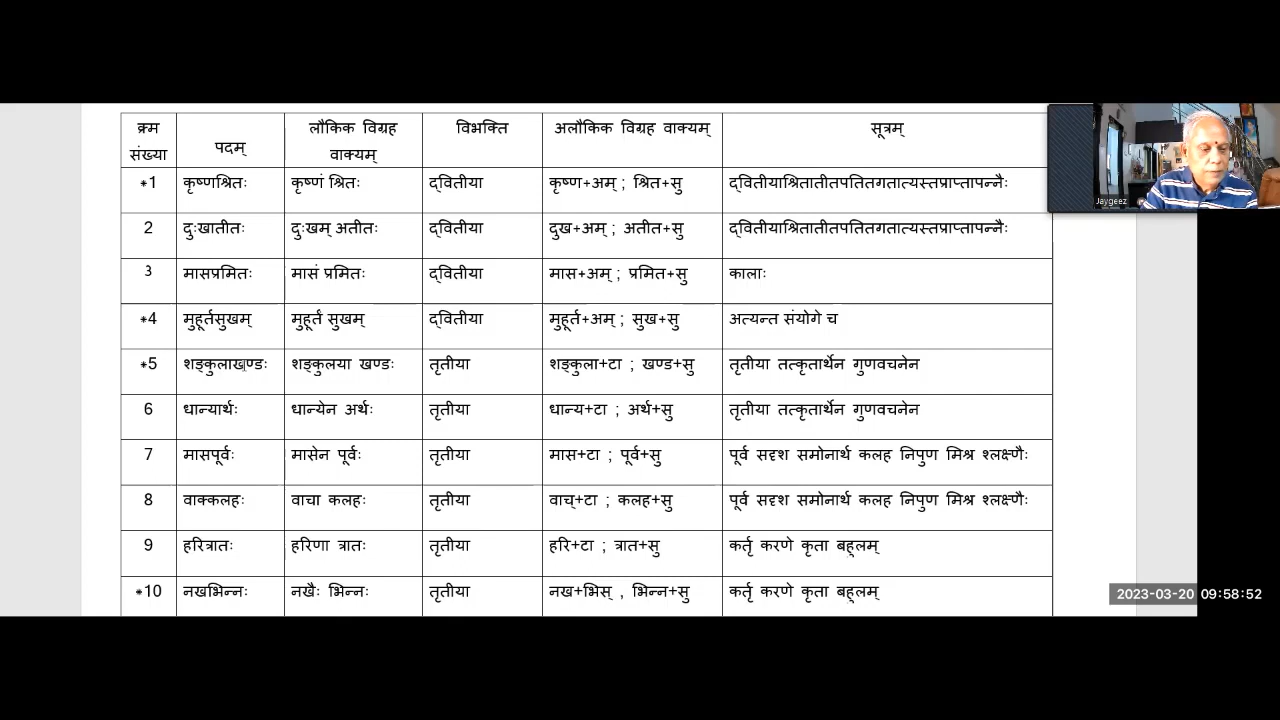 क्रम संख्या पदम् लौकिक विग्रह वाक्यम् विभक्ति अलौकिक विग्रह वाक्यम् सूत्रम्
*1 कृष्णश्रितः कृष्णं श्रितः द्वितीया कृष्ण+अम् ; श्रित+सु द्वितीयाश्रितातीतपतितगतात्यस्तप्राप्तापन्नैः
2 दुःखातीतः दुःखम् अतीतः द्वितीया दुख+अम् ; अतीत+सु द्वितीयाश्रितातीतपतितगतात्यस्तप्राप्तापन्नैः
3 मासप्रमितः मासं प्रमितः द्वितीया मास+अम् ; प्रमित+सु कालाः
*4 मुहूर्तसुखम् मुहूर्तं सुखम् द्वितीया मुहूर्त+अम् ; सुख+सु अत्यन्त संयोगे च
*5 शङ्कुलाखण्डः शङ्कुलया खण्डः तृतीया शङ्कुला+टा ; खण्ड+सु तृतीया तत्कृतार्थेन गुणवचनेन
6 धान्यार्थः धान्येन अर्थः तृतीया धान्य+टा ; अर्थ+सु तृतीया तत्कृतार्थेन गुणवचनेन
7 मासपूर्वः मासेन पूर्वः तृतीया मास+टा ; पूर्व+सु पूर्व सदृश समोनार्थ कलह निपुण मिश्र श्लक्ष्णैः
8 वाक्कलहः वाचा कलहः तृतीया वाच्+टा ; कलह+सु पूर्व सदृश समोनार्थ कलह निपुण मिश्र श्लक्ष्णैः
9 हरित्रातः हरिणा त्रातः तृतीया हरि+टा ; त्रात+सु कर्तृ करणे कृता बहूलम्
*10 नखभिन्नः नखैः भिन्नः तृतीया नख+भिस् , भिन्न+सु कर्तृ करणे कृता बहूलम्
Jaygeez
2023-03-20 09:58:52